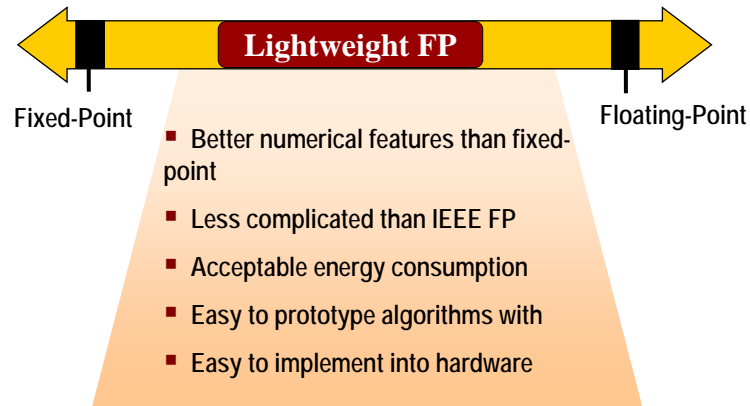 Lightweight FP
Fixed-Point
Floating-Point
▪ Better numerical features than fixed-
point
▪ Less complicated than IEEE FP
▪ Acceptable energy consumption
▪ Easy to prototype algorithms with
▪ Easy to implement into hardware